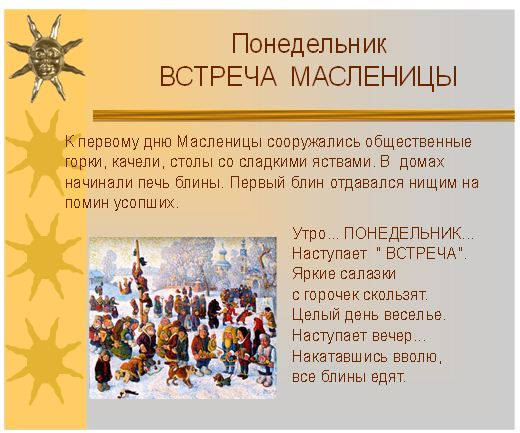 Понедельник
ВСТРЕЧА МАСЛЕНИЦЫ
К первому дню Масленицы сооружались общественные
горки, качели, столы со сладкими яствами. В домах
начинали печь блины. Первый блин отдавался нищим на
помин усопших.
Утро... ПОНЕДЕЛЬНИК...
Наступает " ВСТРЕЧА".
Яркие салазки
с горочек скользят.
Целый день веселье.
Наступает вечер...
Накатавшись вволю,
все блины едят.